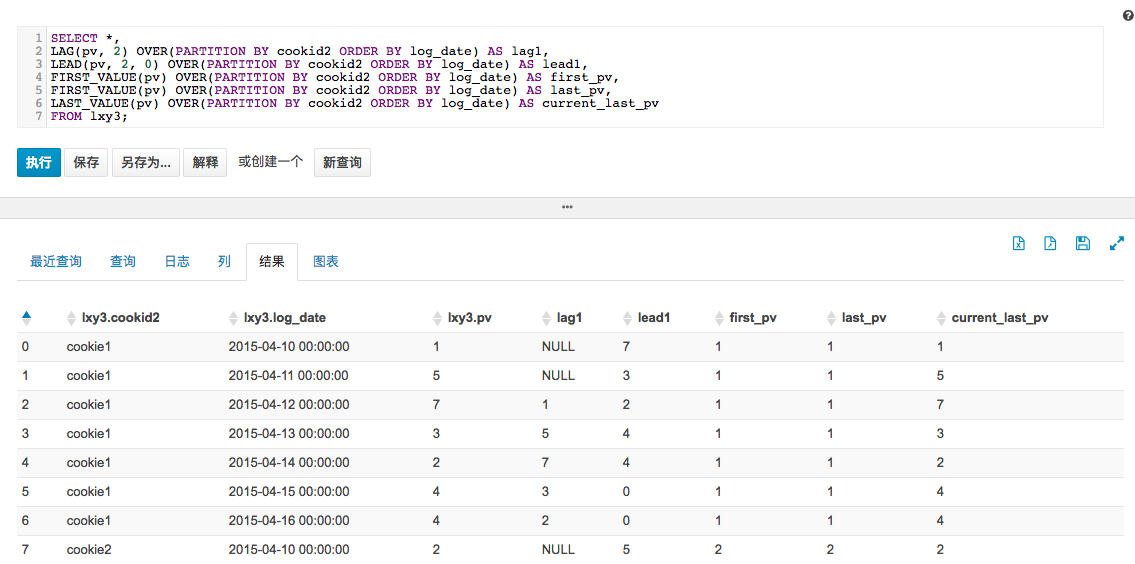 ?
1 SELECT *,
2 LAG(pv, 2) OVER(PARTITION BY cookid2 ORDER BY log_date) AS lag1,
3 LEAD(pv, 2, 0) OVER(PARTITION BY cookid2 ORDER BY log_date) AS lead1,
4 FIRST_VALUE(pv) OVER(PARTITION BY cookid2 ORDER BY log_date) AS first_pv,
5 FIRST_VALUE(pv) OVER(PARTITION BY cookid2 ORDER BY log_date) AS last_pv,
6 LAST_VALUE(pv) OVER(PARTITION BY cookid2 ORDER BY log_date) AS current_last_pv
7 FROM lxy3;
执行 保存 另存为... 解释 或创建一个 新查询
最近查询 查询 日志 列 结果 图表
lxy3.cookid2 lxy3.log_date lxy3.pv lag1 lead1 first_pv last_pv current_last_pv
0 cookie1 2015-04-10 00:00:00 1 NULL 7 1 1 1
1 cookie1 2015-04-11 00:00:00 5 NULL 3 1 1 5
2 cookie1 2015-04-12 00:00:00 7 1 2 1 1 7
3 cookie1 2015-04-13 00:00:00 3 5 4 1 1 3
4 cookie1 2015-04-14 00:00:00 2 7 4 1 1 2
5 cookie1 2015-04-15 00:00:00 4 3 0 1 1 4
6 cookie1 2015-04-16 00:00:00 4 2 0 1 1 4
7 cookie2 2015-04-10 00:00:00 2 NULL 5 2 2 2